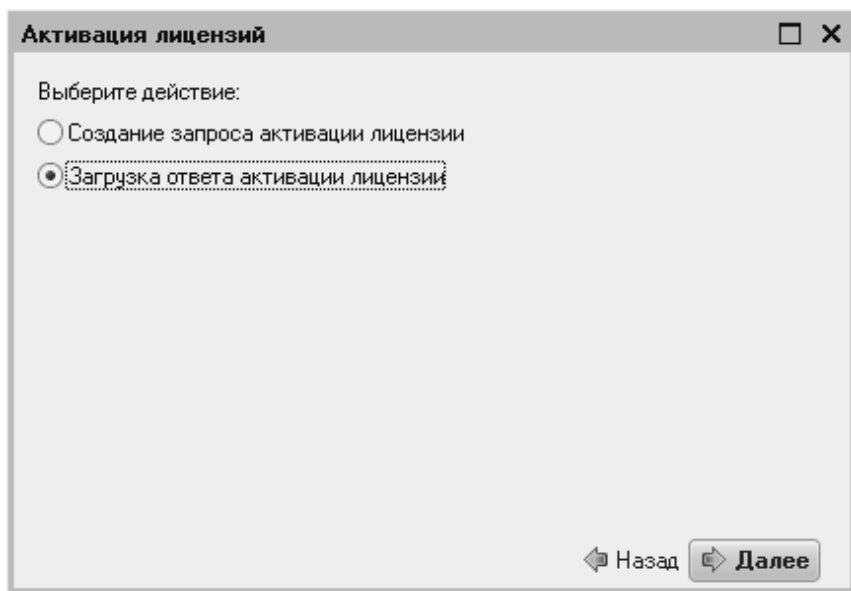 Активация лицензий
Выберите действие:
Создание запроса активации лицензии
Загрузка ответа активации лицензии
Назад Далее